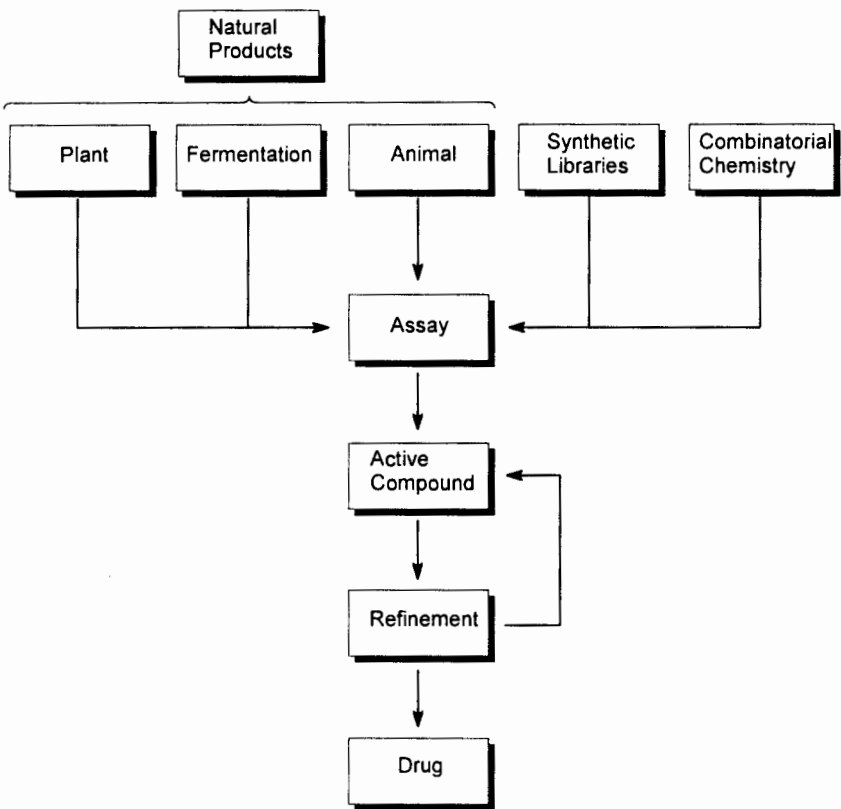 Natural
Products
Plant
Fermentation
Animal
Synthetic
Libraries
Combinatorial
Chemistry
Assay
Active
Compound
Refinement
Drug